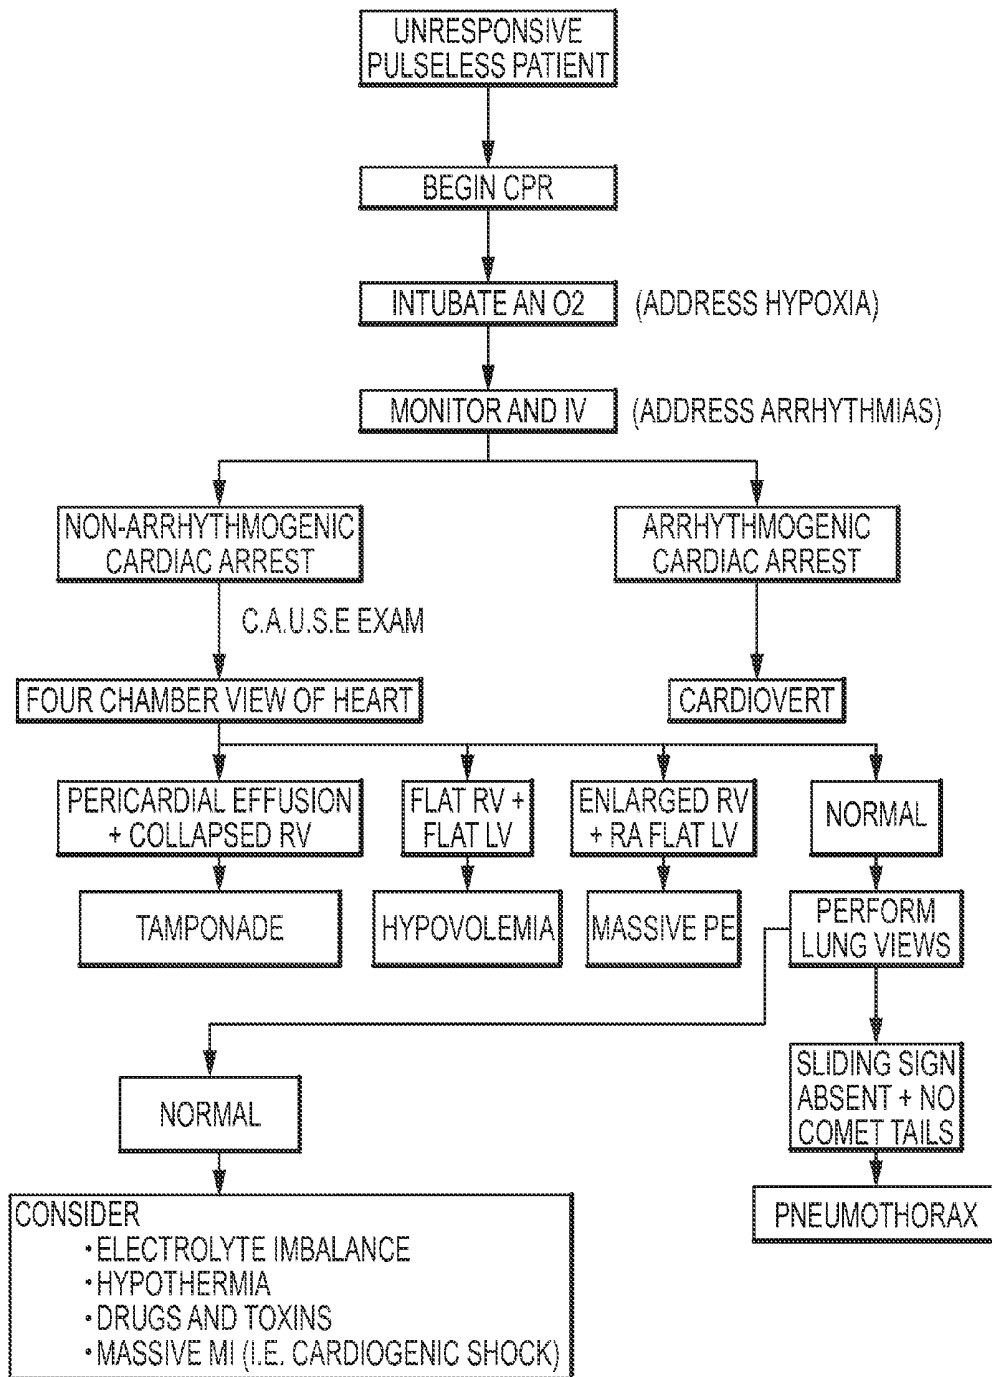 UNRESPONSIVE
PULSELESS PATIENT
BEGIN CPR
INTUBATE AN O2
(ADDRESS HYPOXIA)
MONITOR AND IV
(ADDRESS ARRHYTHMIAS)
NON-ARRHYTHMOGENIC
CARDIAC ARREST
ARRHYTHMOGENIC
CARDIAC ARREST
C.A.U.S.E EXAM
FOUR CHAMBER VIEW OF HEART
CARDIOVERT
PERICARDIAL EFFUSION
+ COLLAPSED RV
FLAT RV +
FLAT LV
ENLARGED RV
+ RA FLAT LV
NORMAL
TAMPONADE
HYPOVOLEMIA
MASSIVE PE
PERFORM
LUNG VIEWS
SLIDING SIGN
ABSENT + NO
COMET TAILS
NORMAL
PNEUMOTHORAX
CONSIDER
• ELECTROLYTE IMBALANCE
• HYPOTHERMIA
• DRUGS AND TOXINS
• MASSIVE MI (I.E. CARDIOGENIC SHOCK)